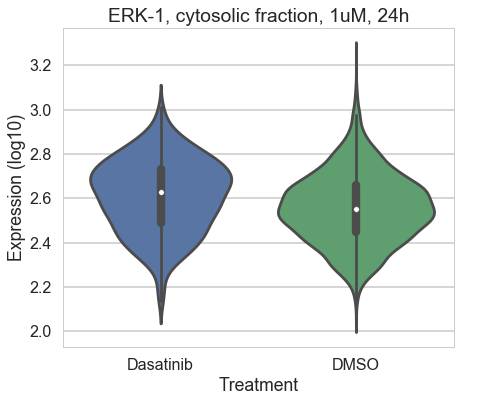 ERK-1, cytosolic fraction, 1uM, 24h
Expression (log10)
3.2
3.0
2.8
2.6
2.4
2.2
2.0
Dasatinib DMSO
Treatment